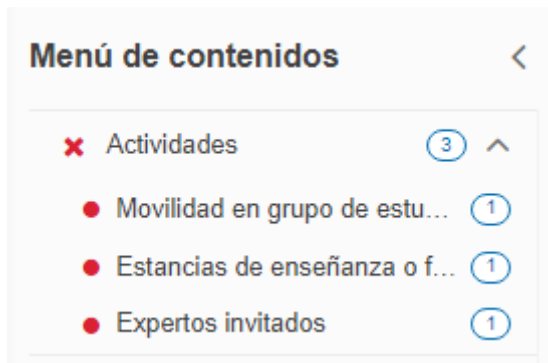 Menú de contenidos
Actividades 3
Movilidad en grupo de estu... 1
Estancias de enseñanza o f... 1
Expertos invitados 1